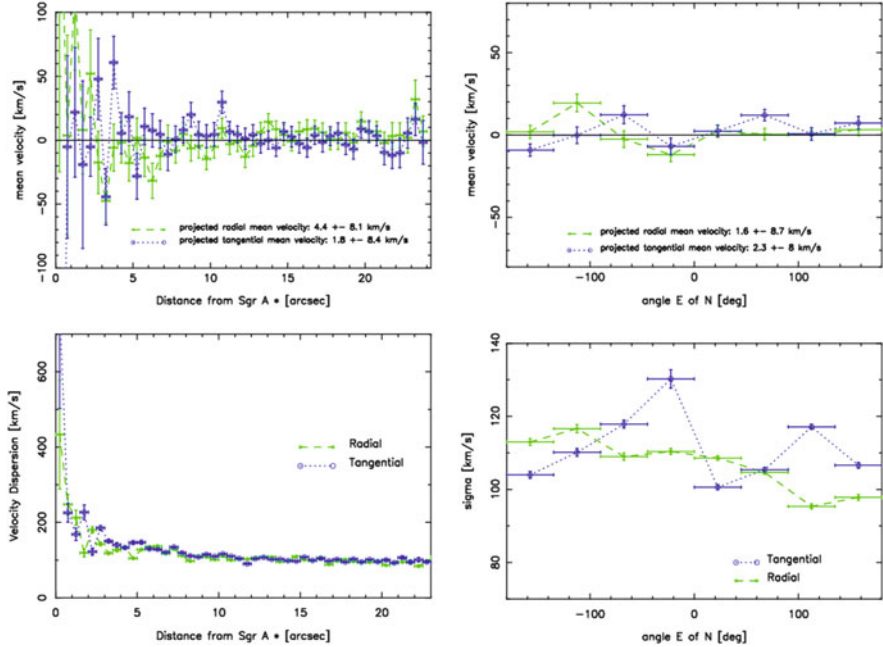 mean velocity [km/s]
100
50
0
−50
−100
projected radial mean velocity: 4.4 +− 8.1 km/s
projected tangential mean velocity: 1.8 +− 8.4 km/s
0
5
10
15
20
Distance from Sgr A * [arcsec]
mean velocity [km/s]
50
0
−50
projected radial mean velocity: 1.6 +− 8.7 km/s
projected tangential mean velocity: 2.3 +− 8 km/s
−100
0
100
angle E of N [deg]
Velocity Dispersion [km/s]
600
400
200
0
Radial
Tangential
0
5
10
15
20
Distance from Sgr A * [arcsec]
sigma [km/s]
140
120
100
80
Tangential
Radial
−100
0
100
angle E of N [deg]